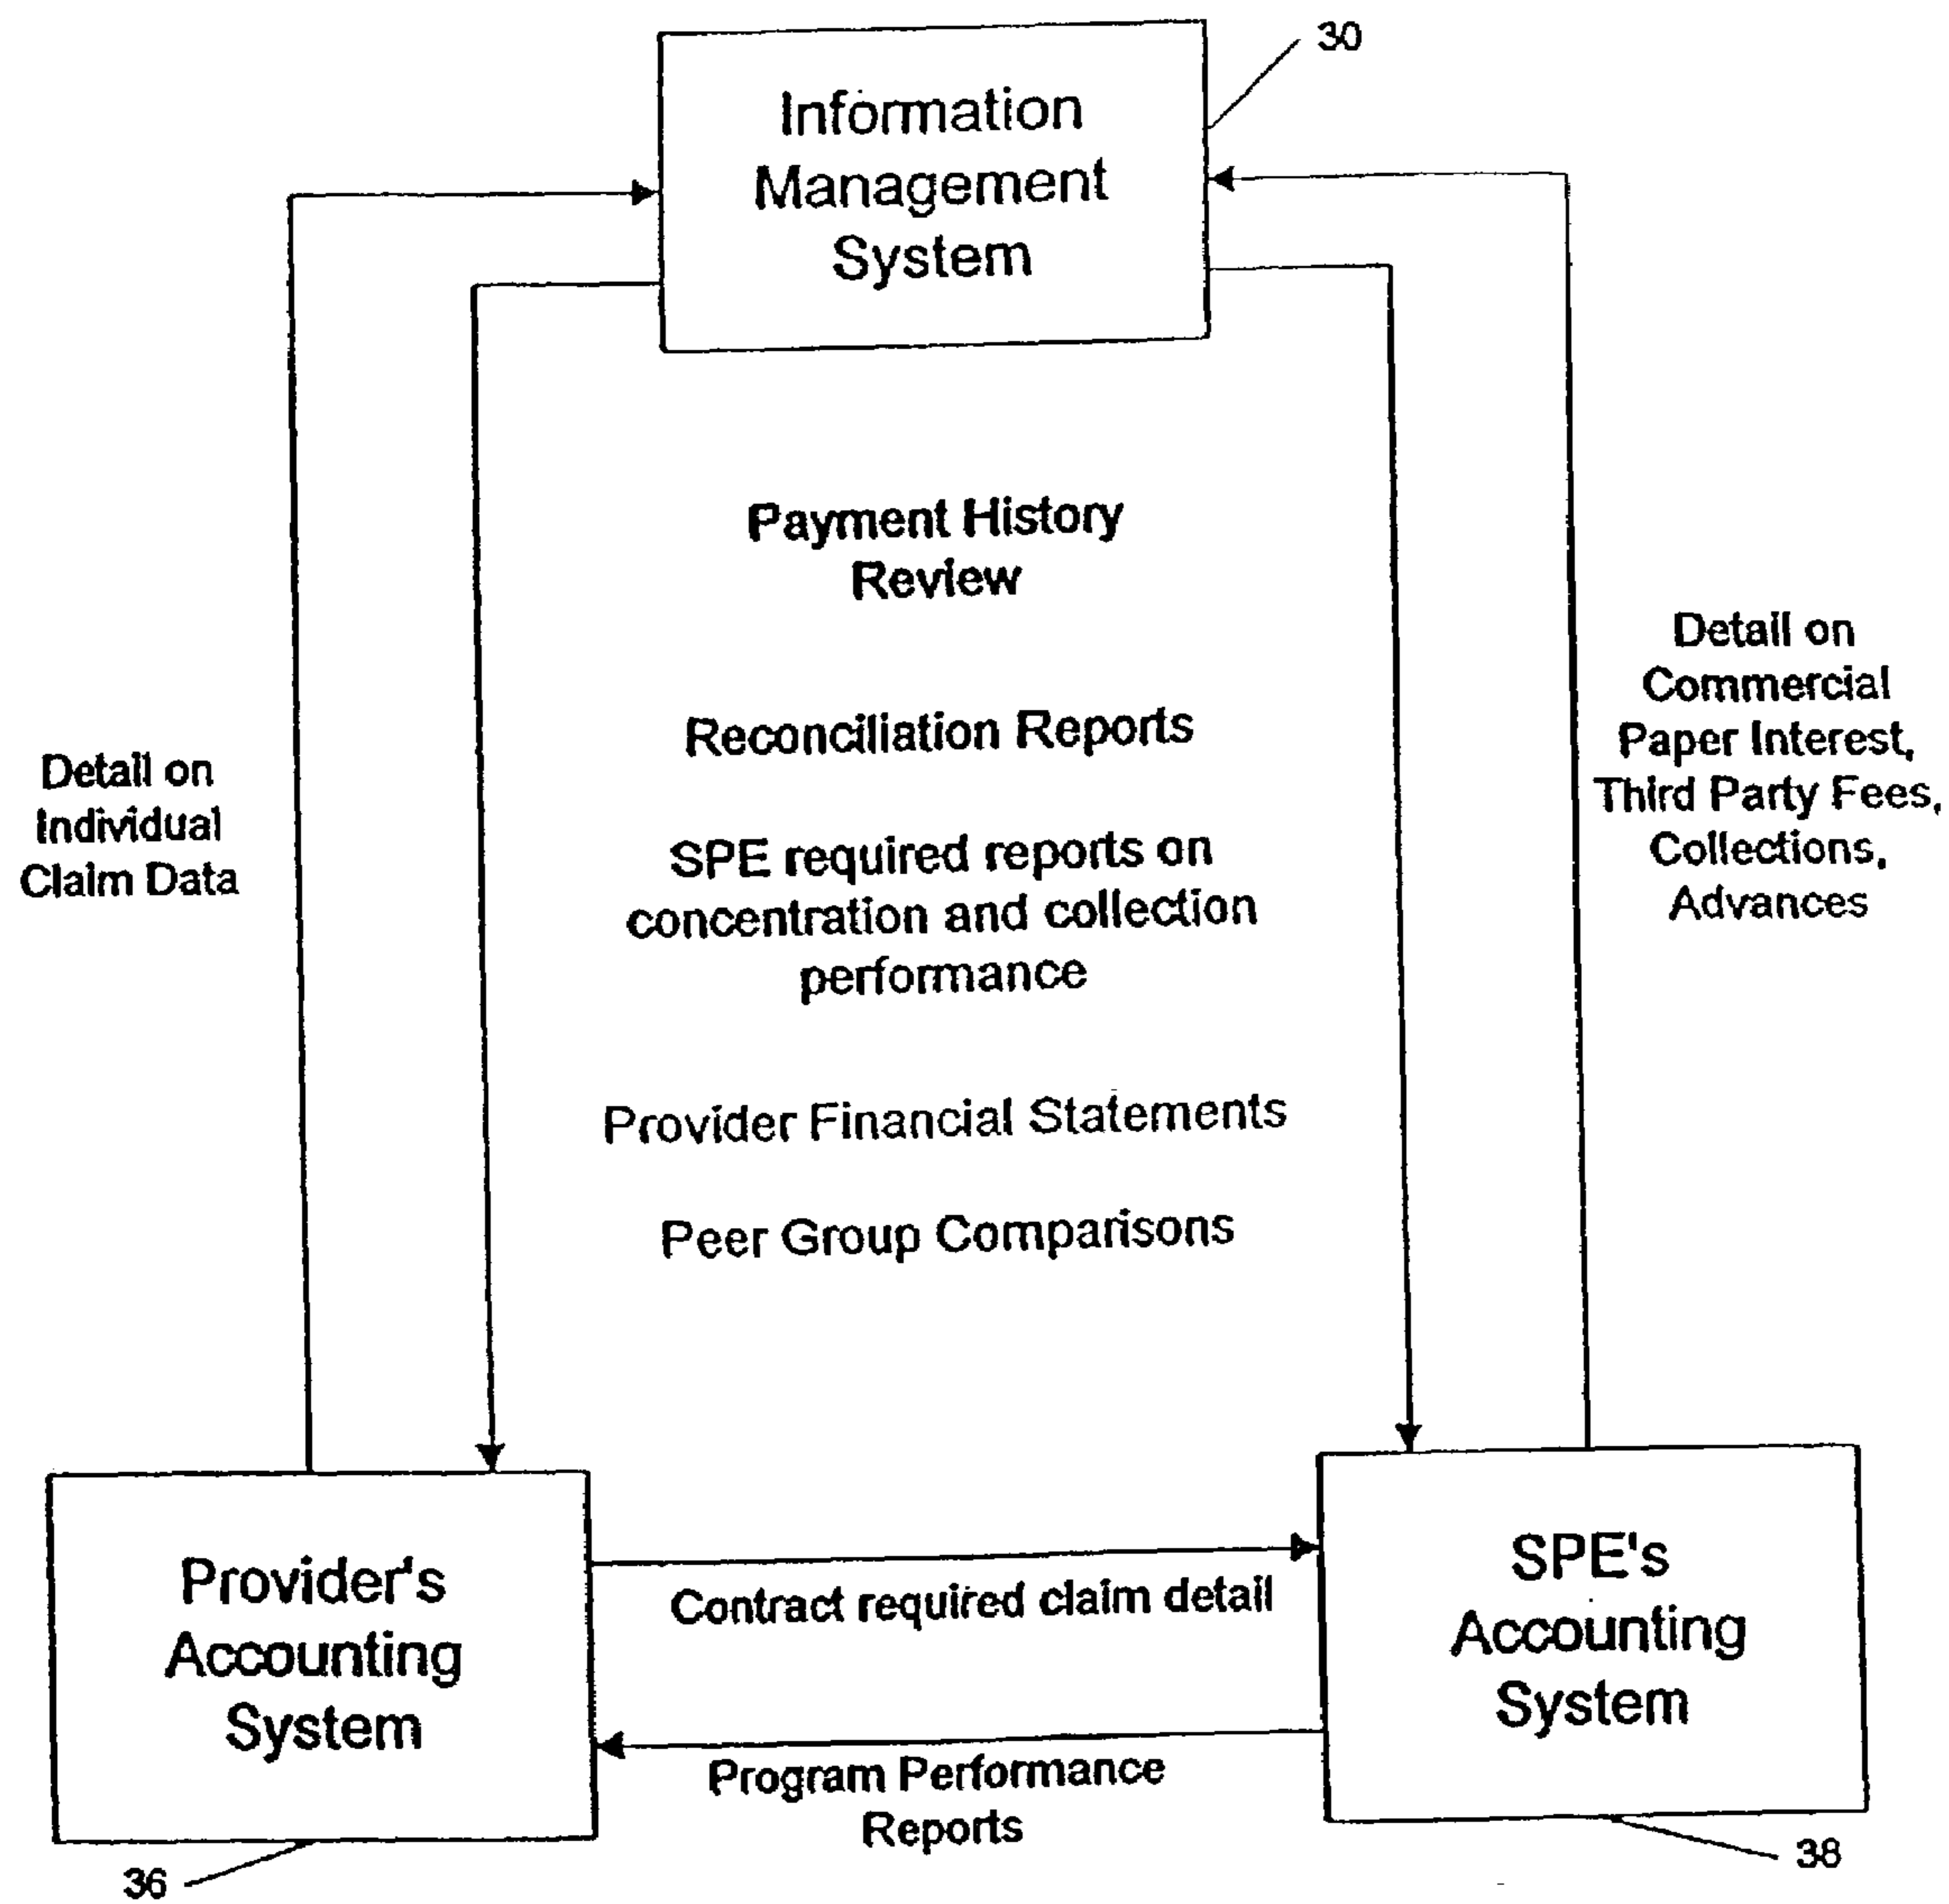 30
Information
Management
System
Payment History
Review
Reconciliation Reports
SPE required reports on
concentration and collection
performance
Provider Financial Statements
Peer Group Comparisons
Detail on
Individual
Claim Data
Detail on
Commercial
Paper Interest,
Third Party Fees,
Collections,
Advances
Provider's
Accounting
System
Contract required claim detail
Program Performance
Reports
SPE's
Accounting
System
36
38